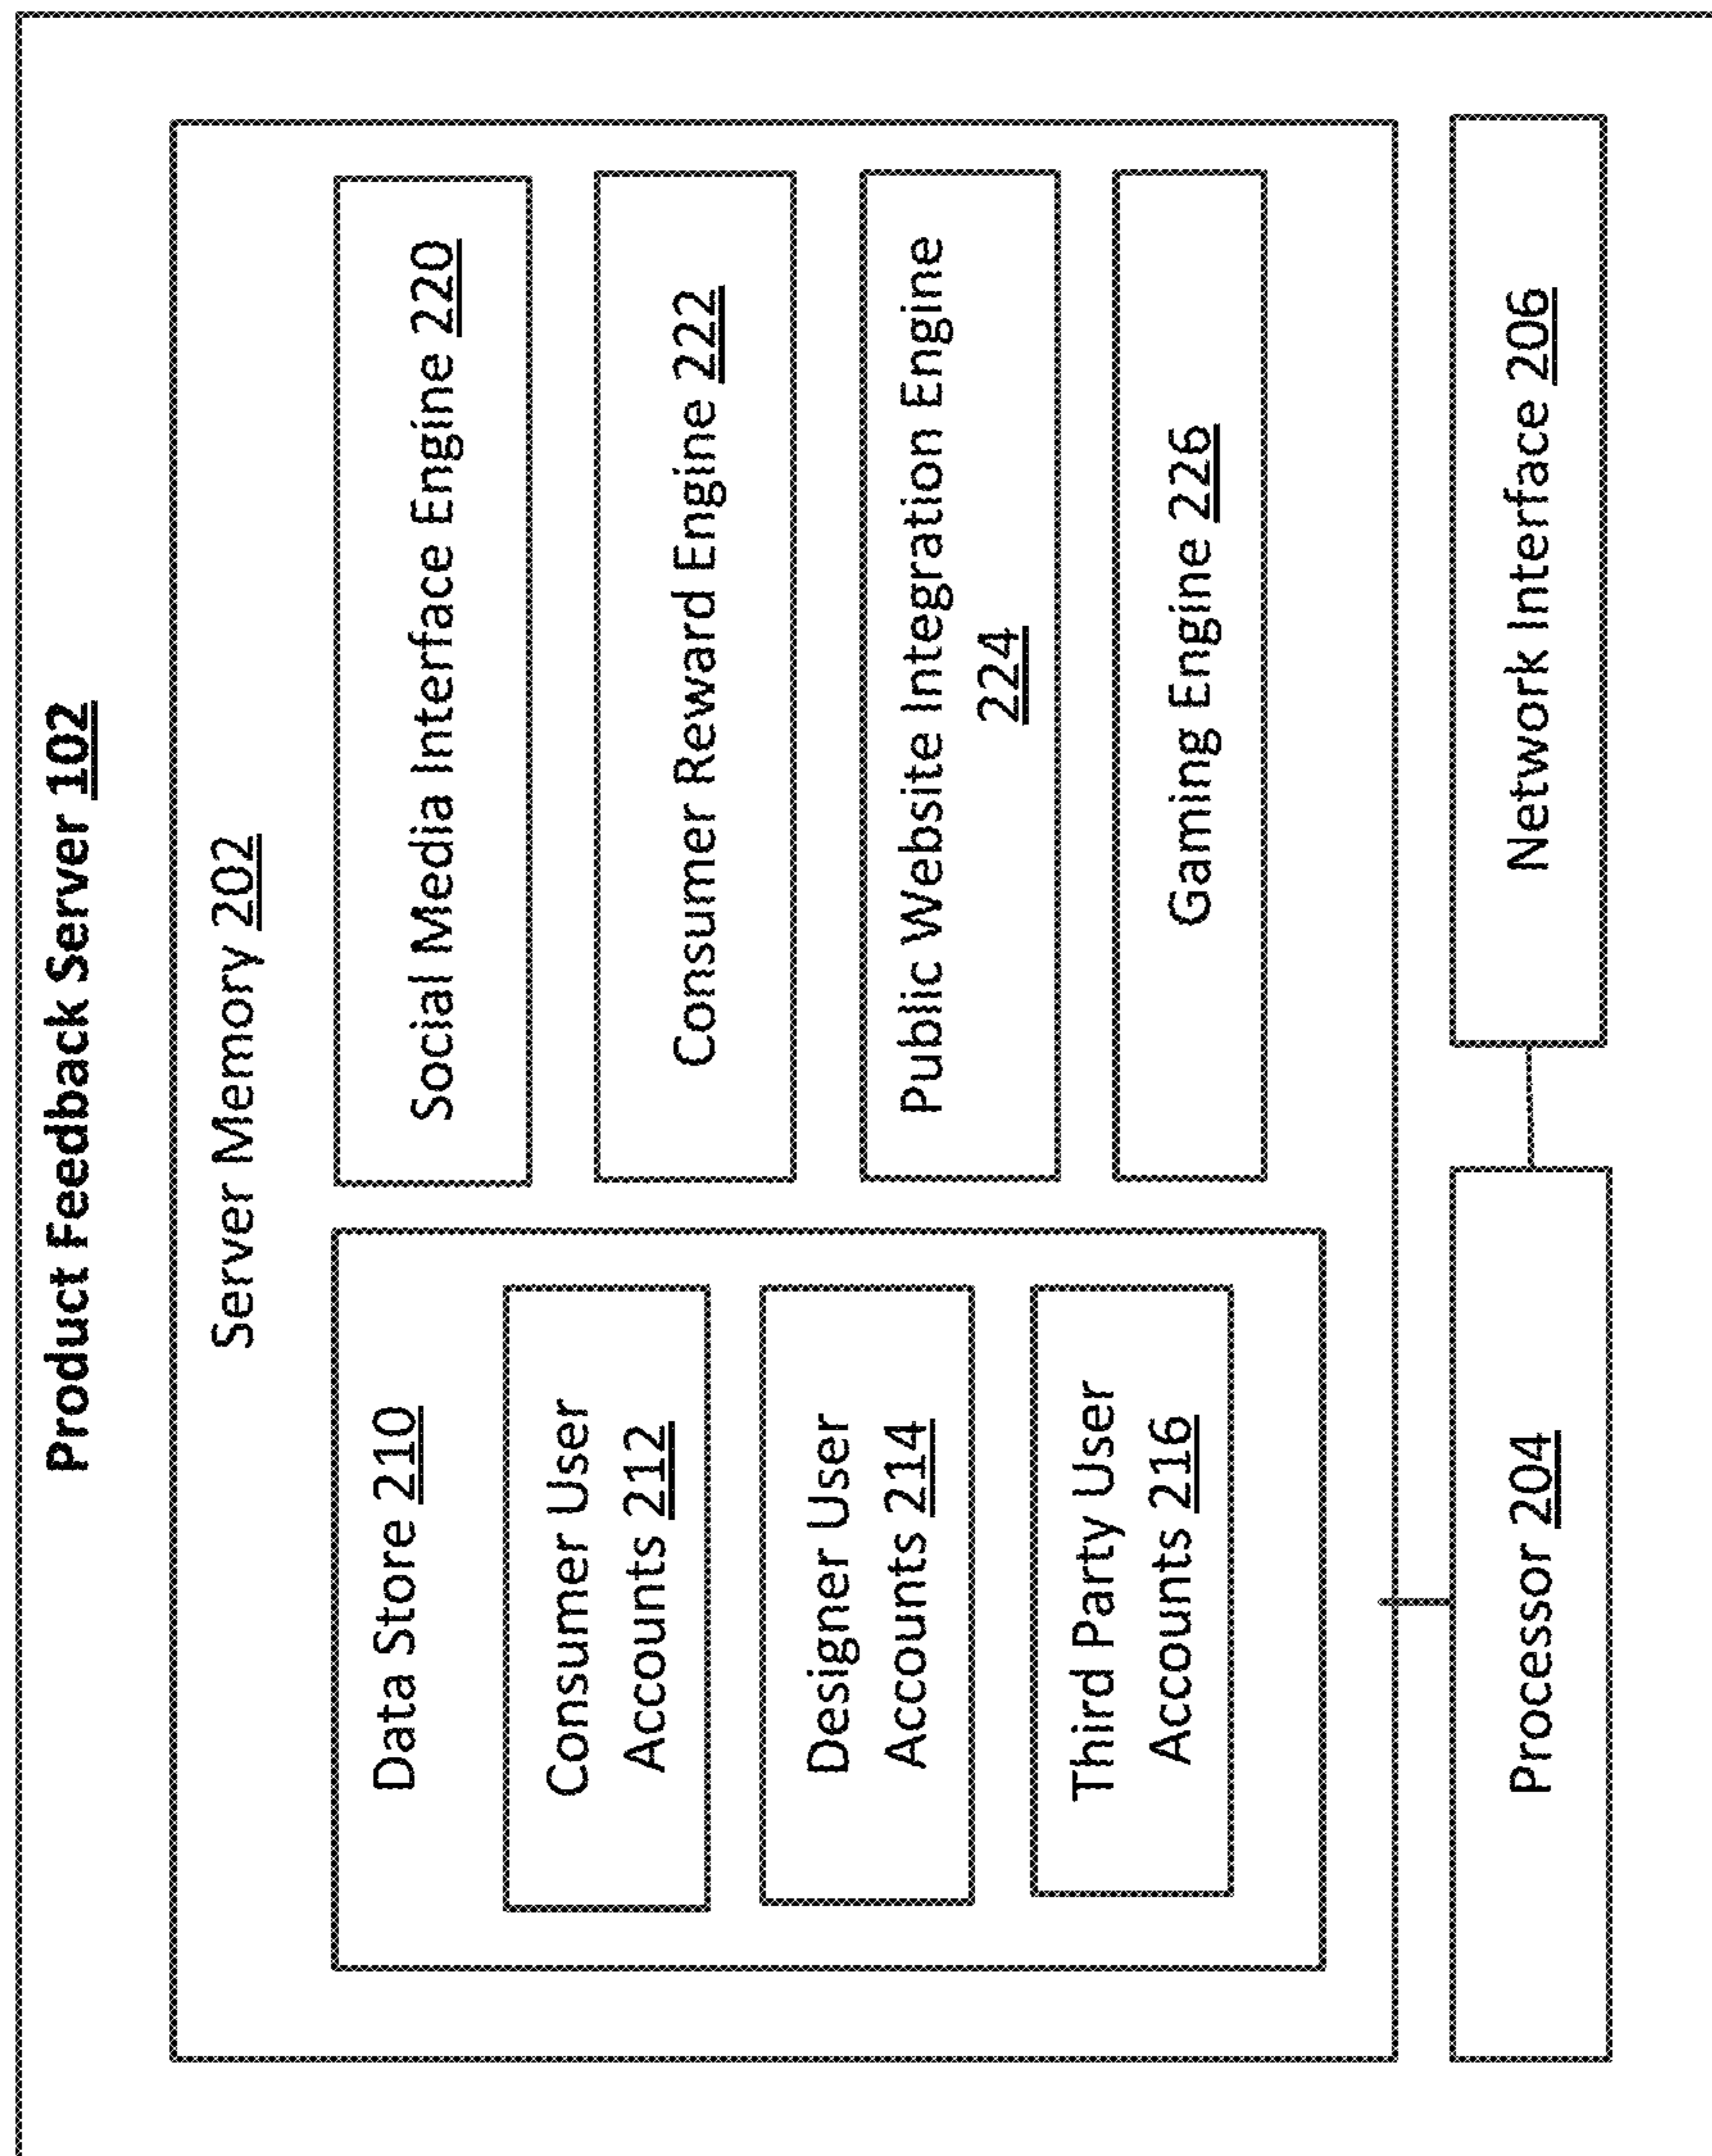 Product Feedback Server 102
Server Memory 202
Data Store 210
Consumer User
Accounts 212
Designer User
Accounts 214
Third Party User
Accounts 216
Social Media Interface Engine 220
Consumer Reward Engine 222
Public Website Integration Engine
224
Gaming Engine 226
Processor 204
Network Interface 206